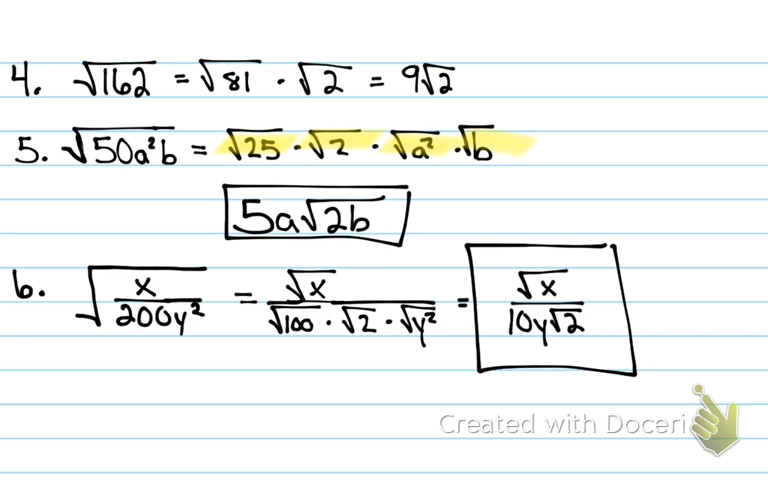 4. √162 = √81 · √2 = 9√2
5. √50a²b = √25 · √2 · √a² · √b
5a√2b
6. √x/200y² = √x/√100 · √2 · √y² = √x/10y√2
Created with Doceri